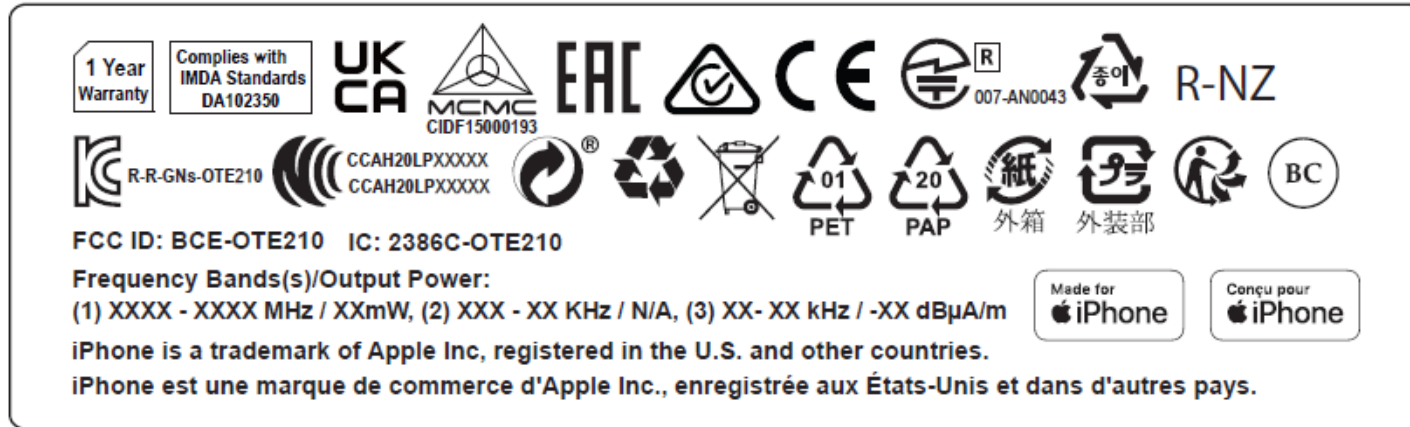 1 Year
Warranty
Complies with
IMDA Standards
DA102350
UK
CA
MCMC
CIDF15000193
EAC
CE
R
007-AN0043
종이
R-NZ
R-R-GNs-OTE210
CCAH20LPXXXXX
CCAH20LPXXXXX
®
01
PET
20
PAP
紙
外箱
プラ
外装部
BC
FCC ID: BCE-OTE210 IC: 2386C-OTE210
Frequency Bands(s)/Output Power:
(1) XXXX - XXXX MHz / XXmW, (2) XXX - XX KHz / N/A, (3) XX- XX kHz / -XX dBµA/m
Made for
iPhone
Conçu pour
iPhone
iPhone is a trademark of Apple Inc, registered in the U.S. and other countries.
iPhone est une marque de commerce d'Apple Inc., enregistrée aux États-Unis et dans d'autres pays.